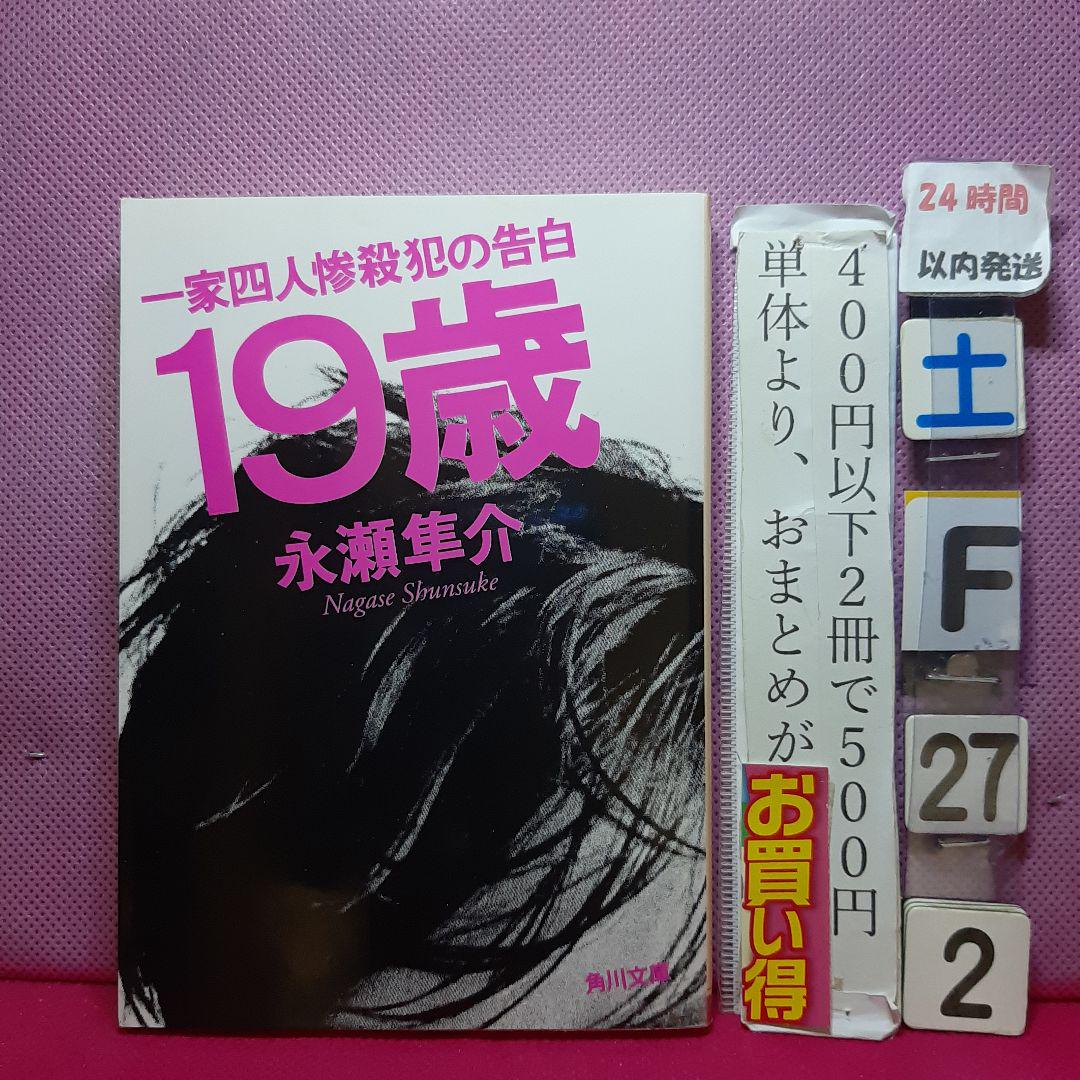 一家四人惨殺犯の告白
19歳
永瀬隼介
Nagase Shunsuke
角川文庫
400円以下2冊で500円
単体より、おまとめが
お買い得
24時間
以内発送
土
F
27
2